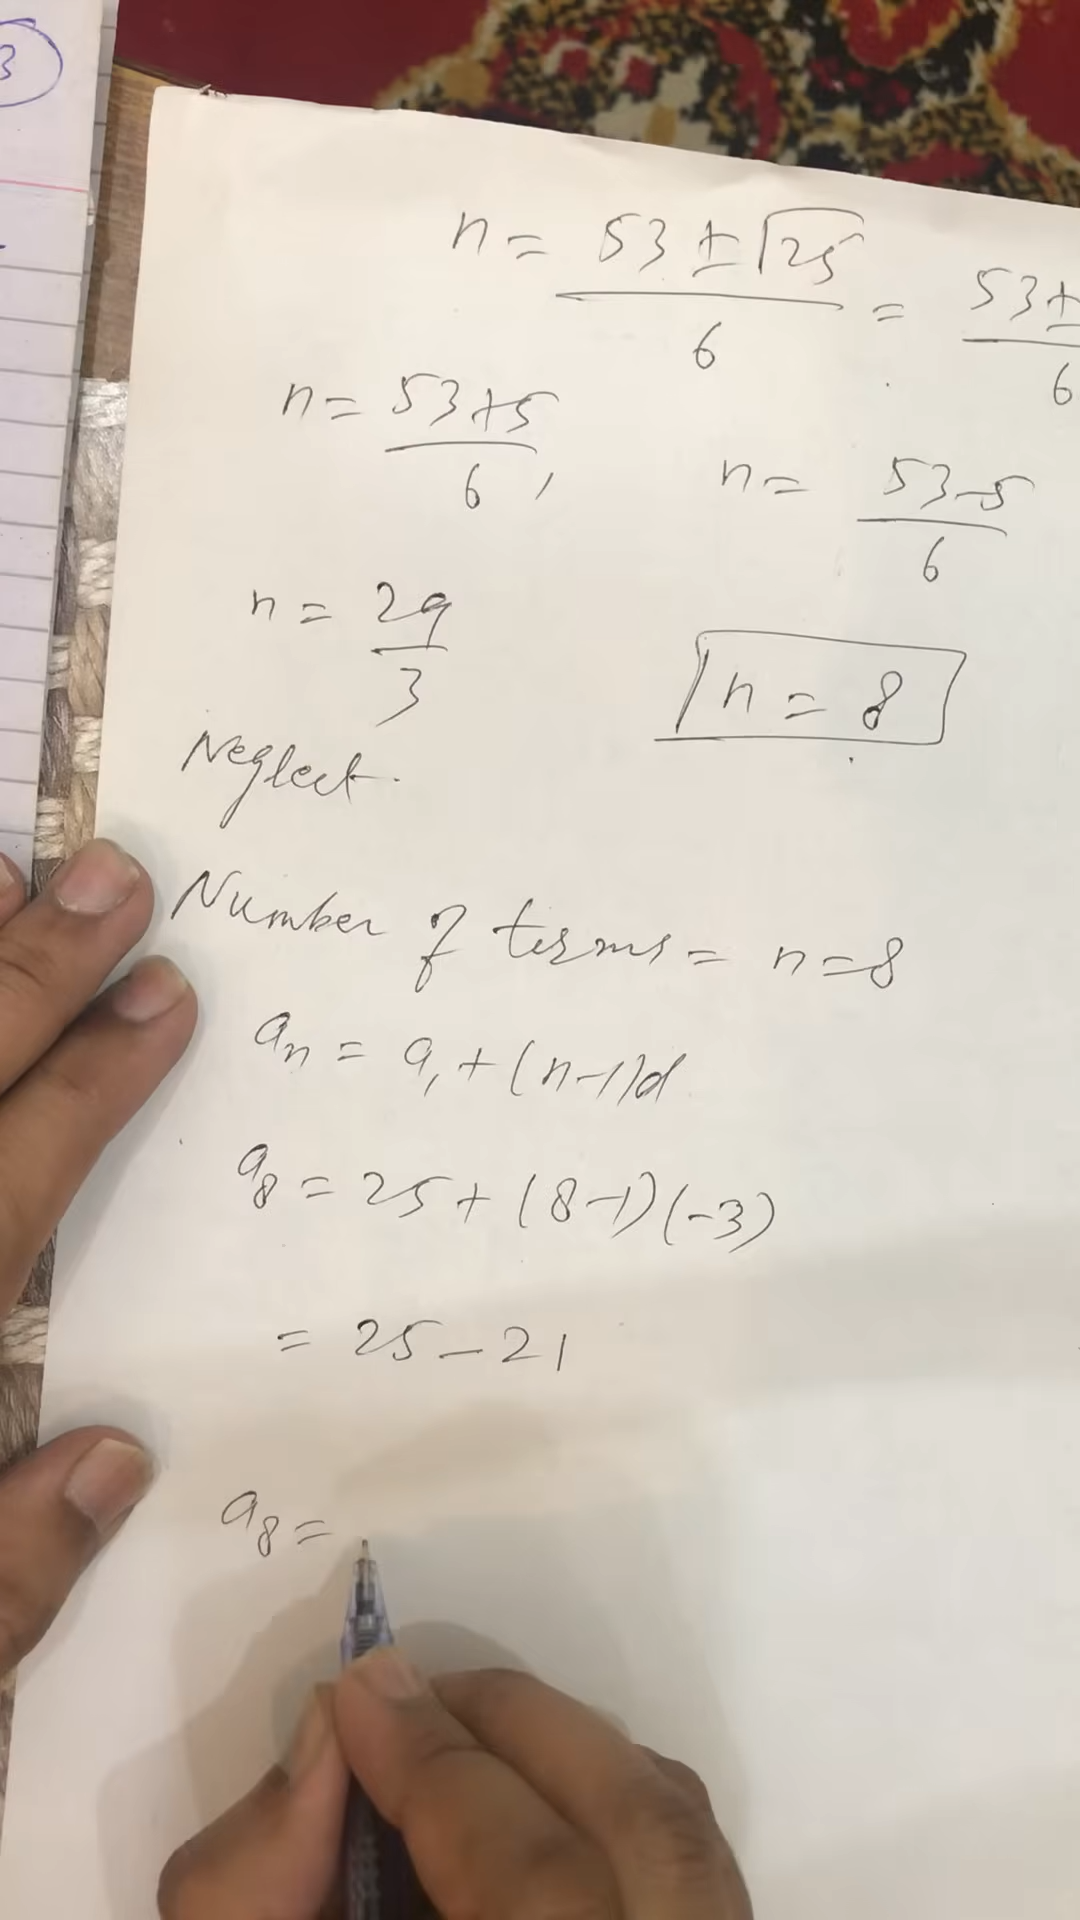 3
n = 53 ± √25 / 6 = 53 ± / 6
n = 53+5 / 6 , n = 53-5 / 6
n = 29 / 3
n = 8
Neglect.
Number of terms = n = 8
aₙ = a₁ + (n-1)d
a₈ = 25 + (8-1)(-3)
= 25 - 21
a₈ =